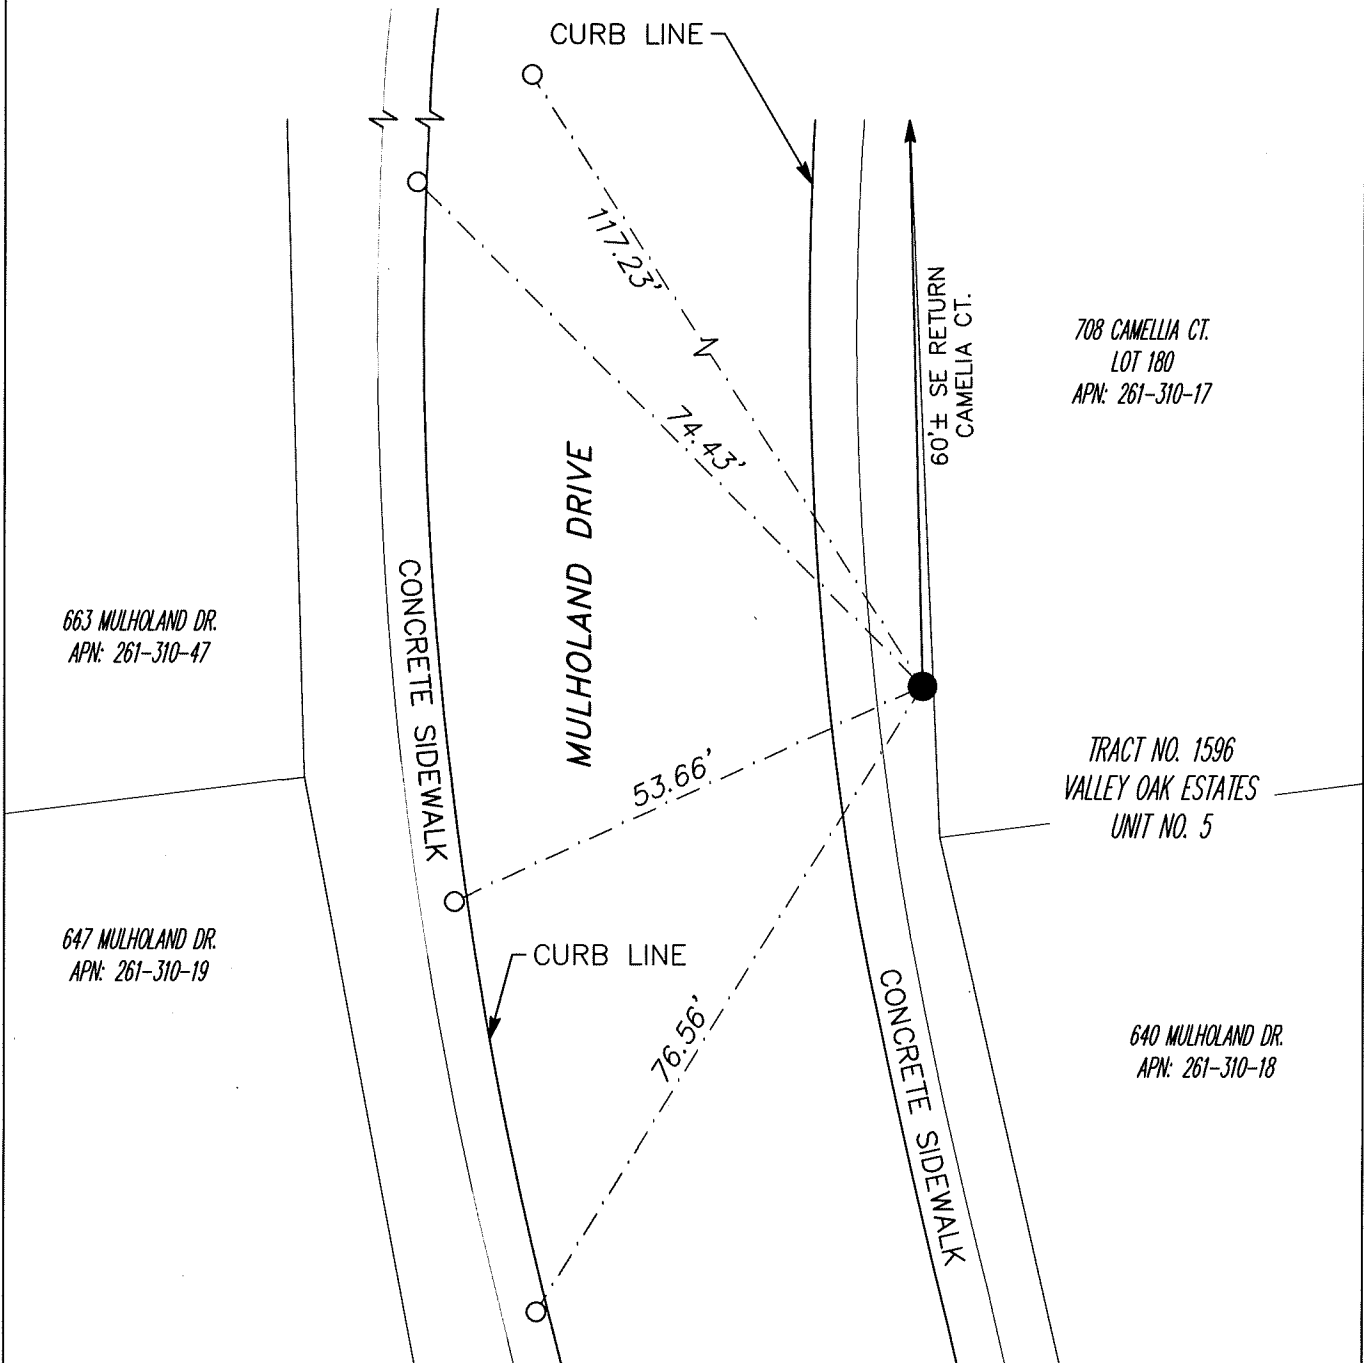 CURB LINE
117.23'
74.43'
60'± SE RETURN
CAMELIA CT.
708 CAMELLIA CT.
LOT 180
APN: 261-310-17
MULHOLAND DRIVE
CONCRETE SIDEWALK
663 MULHOLAND DR.
APN: 261-310-47
53.66'
TRACT NO. 1596
VALLEY OAK ESTATES
UNIT NO. 5
647 MULHOLAND DR.
APN: 261-310-19
CURB LINE
76.56'
CONCRETE SIDEWALK
640 MULHOLAND DR.
APN: 261-310-18